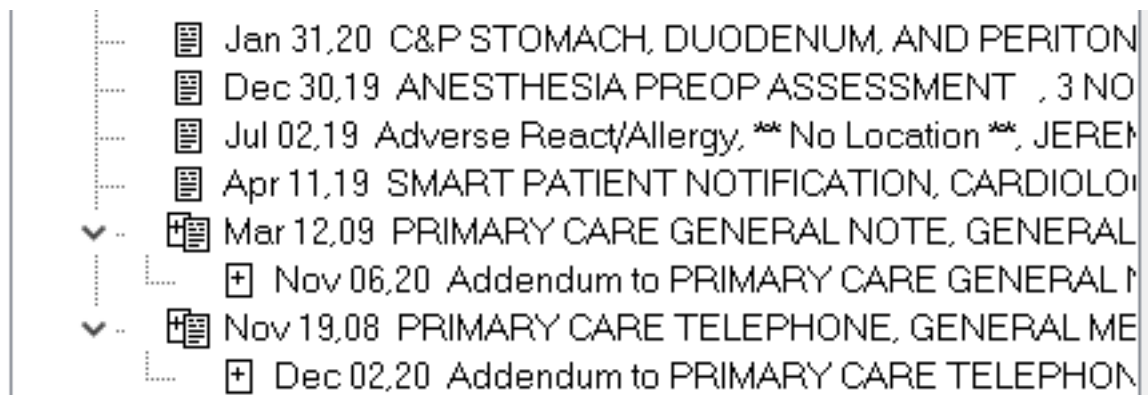 Jan 31,20 C&P STOMACH, DUODENUM, AND PERITON
Dec 30,19 ANESTHESIA PREOP ASSESSMENT , 3 NO
Jul 02,19 Adverse React/Allergy, ** No Location **, JEREM
Apr 11,19 SMART PATIENT NOTIFICATION, CARDIOLO
Mar 12,09 PRIMARY CARE GENERAL NOTE, GENERAL
Nov 06,20 Addendum to PRIMARY CARE GENERAL
Nov 19,08 PRIMARY CARE TELEPHONE, GENERAL ME
Dec 02,20 Addendum to PRIMARY CARE TELEPHON